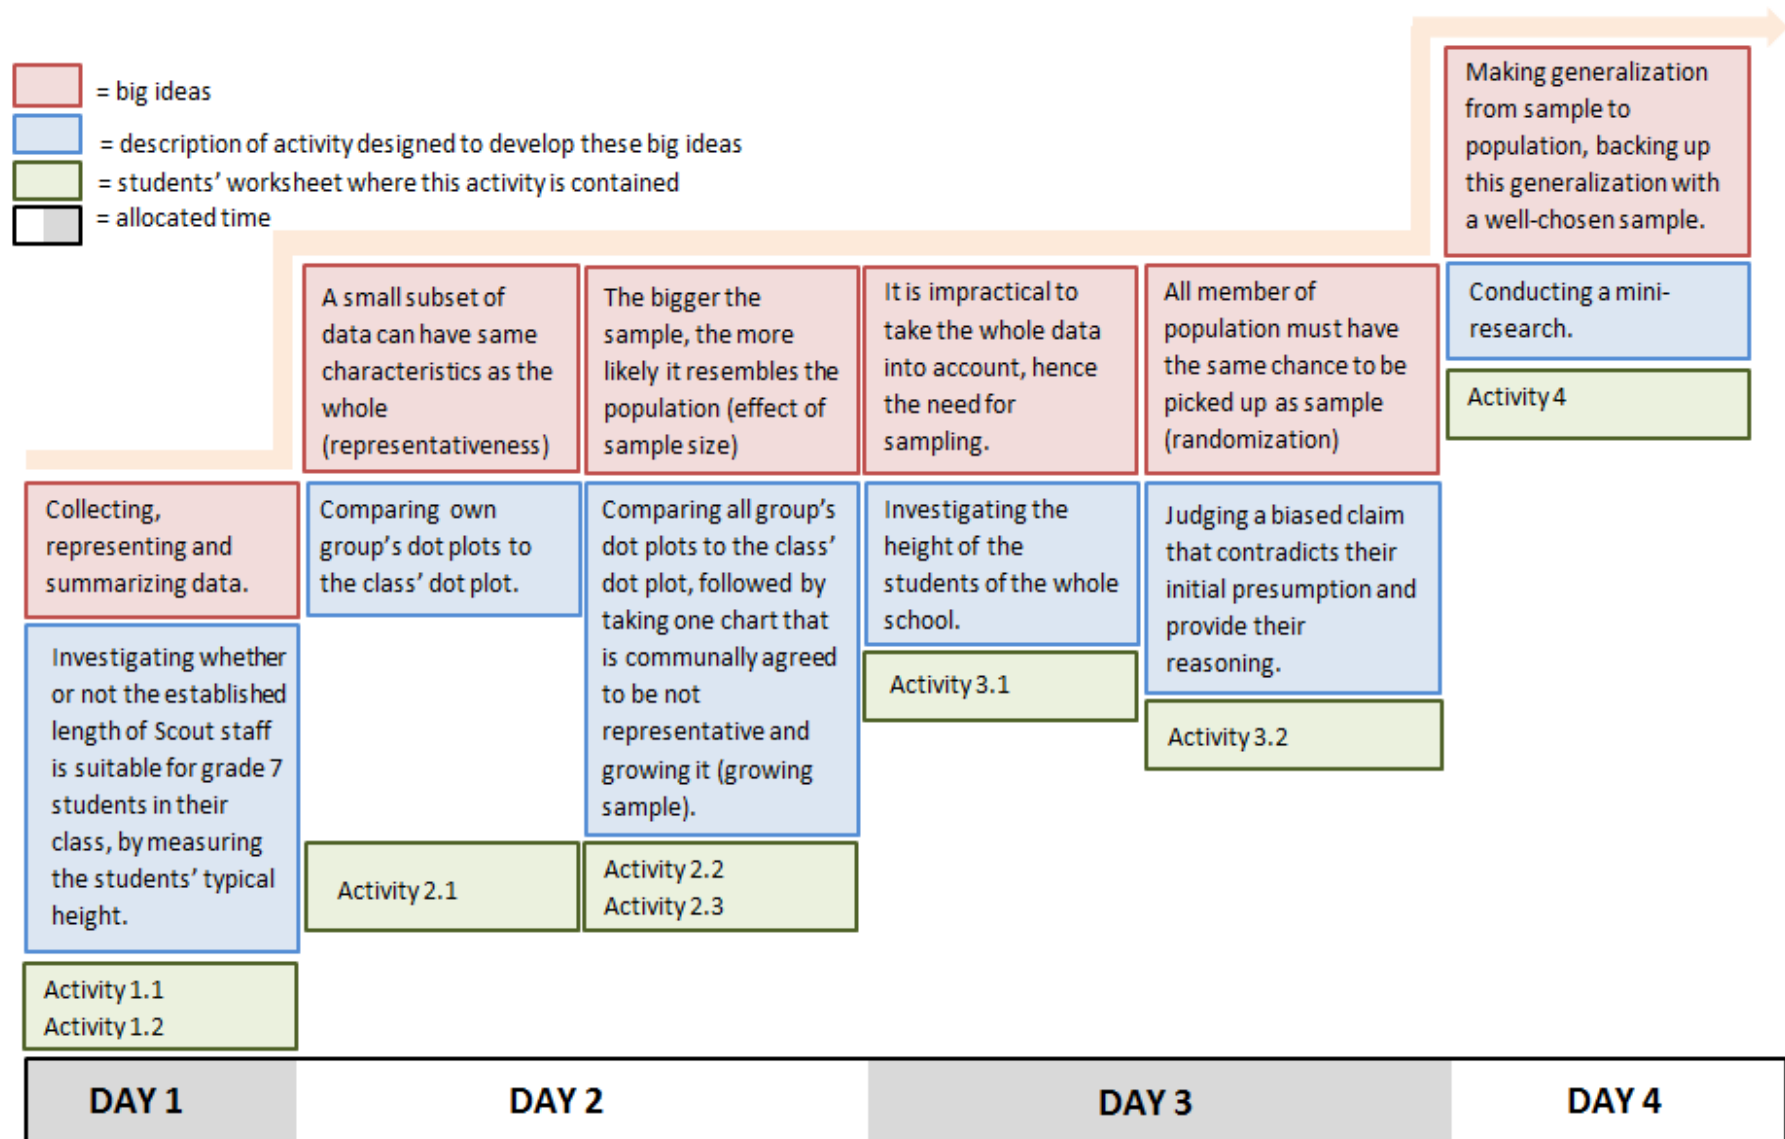 = big ideas
= description of activity designed to develop these big ideas
= students' worksheet where this activity is contained
= allocated time
Collecting,
representing and
summarizing data.
Investigating whether
or not the established
length of Scout staff
is suitable for grade 7
students in their
class, by measuring
the students' typical
height.
Activity 1.1
Activity 1.2
A small subset of
data can have same
characteristics as the
whole
(representativeness)
Comparing own
group's dot plots to
the class' dot plot.
Activity 2.1
The bigger the
sample, the more
likely it resembles the
population (effect of
sample size)
Comparing all group's
dot plots to the class'
dot plot, followed by
taking one chart that
is communally agreed
to be not
representative and
growing it (growing
sample).
Activity 2.2
Activity 2.3
It is impractical to
take the whole data
into account, hence
the need for
sampling.
Investigating the
height of the
students of the whole
school.
Activity 3.1
All member of
population must have
the same chance to be
picked up as sample
(randomization)
Judging a biased claim
that contradicts their
initial presumption and
provide their
reasoning.
Activity 3.2
Making generalization
from sample to
population, backing up
this generalization with
a well-chosen sample.
Conducting a mini-
research.
Activity 4
DAY 1
DAY 2
DAY 3
DAY 4